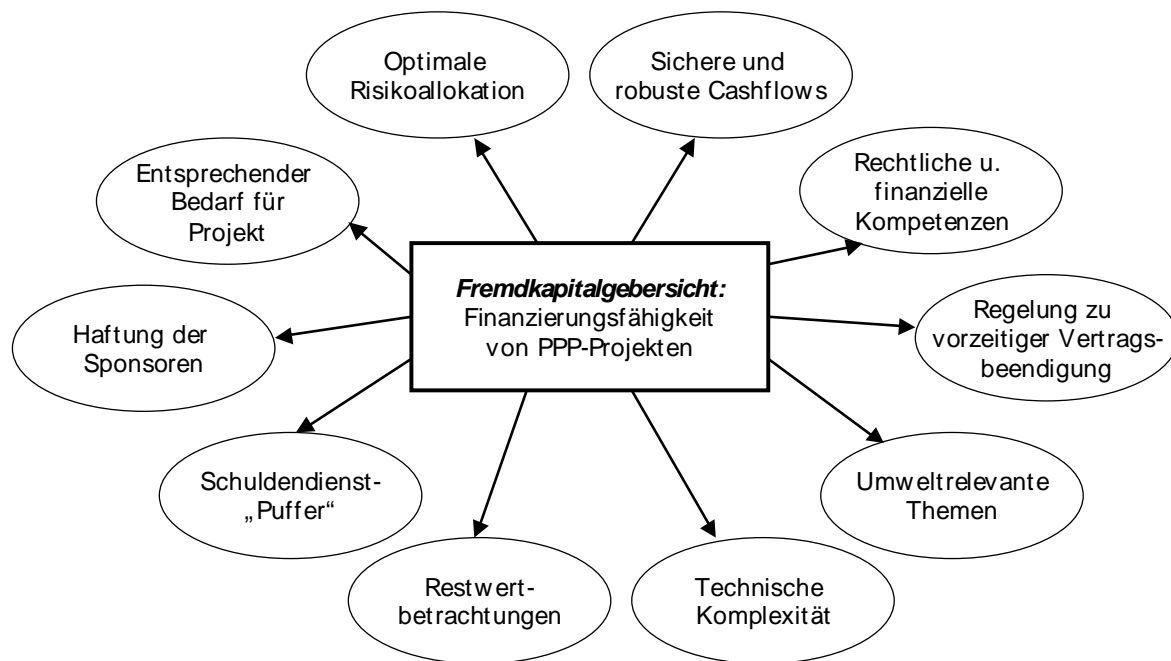 Optimale
Risikoallokation
Sichere und
robuste Cashflows
Entsprechender
Bedarf für
Projekt
Rechtliche u.
finanzielle
Kompetenzen
Fremdkapitalgebersicht:
Finanzierungsfähigkeit
von PPP-Projekten
Haftung der
Sponsoren
Regelung zu
vorzeitiger Vertrags-
beendigung
Schuldendienst-
„Puffer“
Umweltrelevante
Themen
Restwert-
betrachtungen
Technische
Komplexität